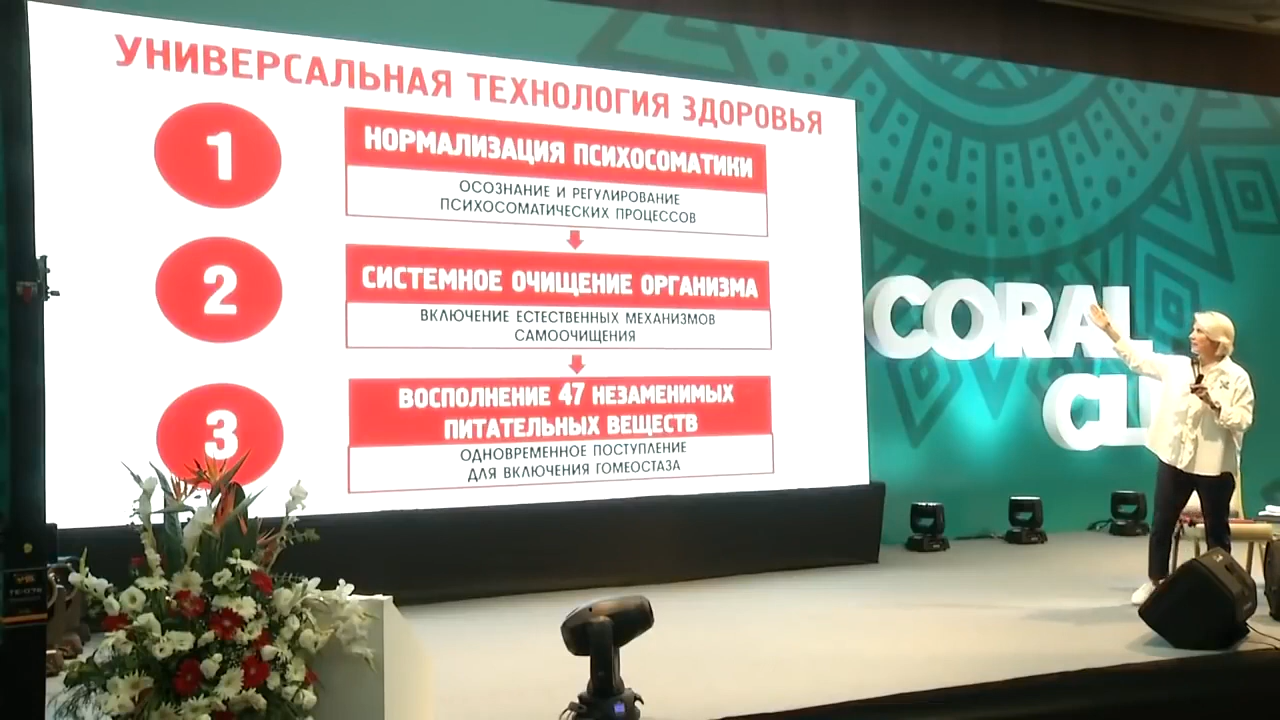 УНИВЕРСАЛЬНАЯ ТЕХНОЛОГИЯ ЗДОРОВЬЯ
1
НОРМАЛИЗАЦИЯ ПСИХОСОМАТИКИ
ОСОЗНАНИЕ И РЕГУЛИРОВАНИЕ
ПСИХОСОМАТИЧЕСКИХ ПРОЦЕССОВ
2
СИСТЕМНОЕ ОЧИЩЕНИЕ ОРГАНИЗМА
ВКЛЮЧЕНИЕ ЕСТЕСТВЕННЫХ МЕХАНИЗМОВ
САМООЧИЩЕНИЯ
3
ВОСПОЛНЕНИЕ 47 НЕЗАМЕНИМЫХ
ПИТАТЕЛЬНЫХ ВЕЩЕСТВ
ОДНОВРЕМЕННОЕ ПОСТУПЛЕНИЕ
ДЛЯ ВКЛЮЧЕНИЯ ГОМЕОСТАЗА
CORAL
CLU